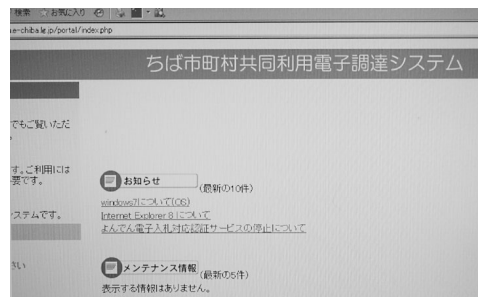 検索 お気に入り
e-chiba.lg.jp/portal/index.php
ちば市町村共同利用電子調達システム
でもご覧いただ
す。ご利用には
要です。
お知らせ (最新の10件)
windows7について(OS)
Internet Explorer 8 について
ステムです。
よんでん電子入札対応認証サービスの停止について
さい
メンテナンス情報 (最新の5件)
表示する情報はありません。